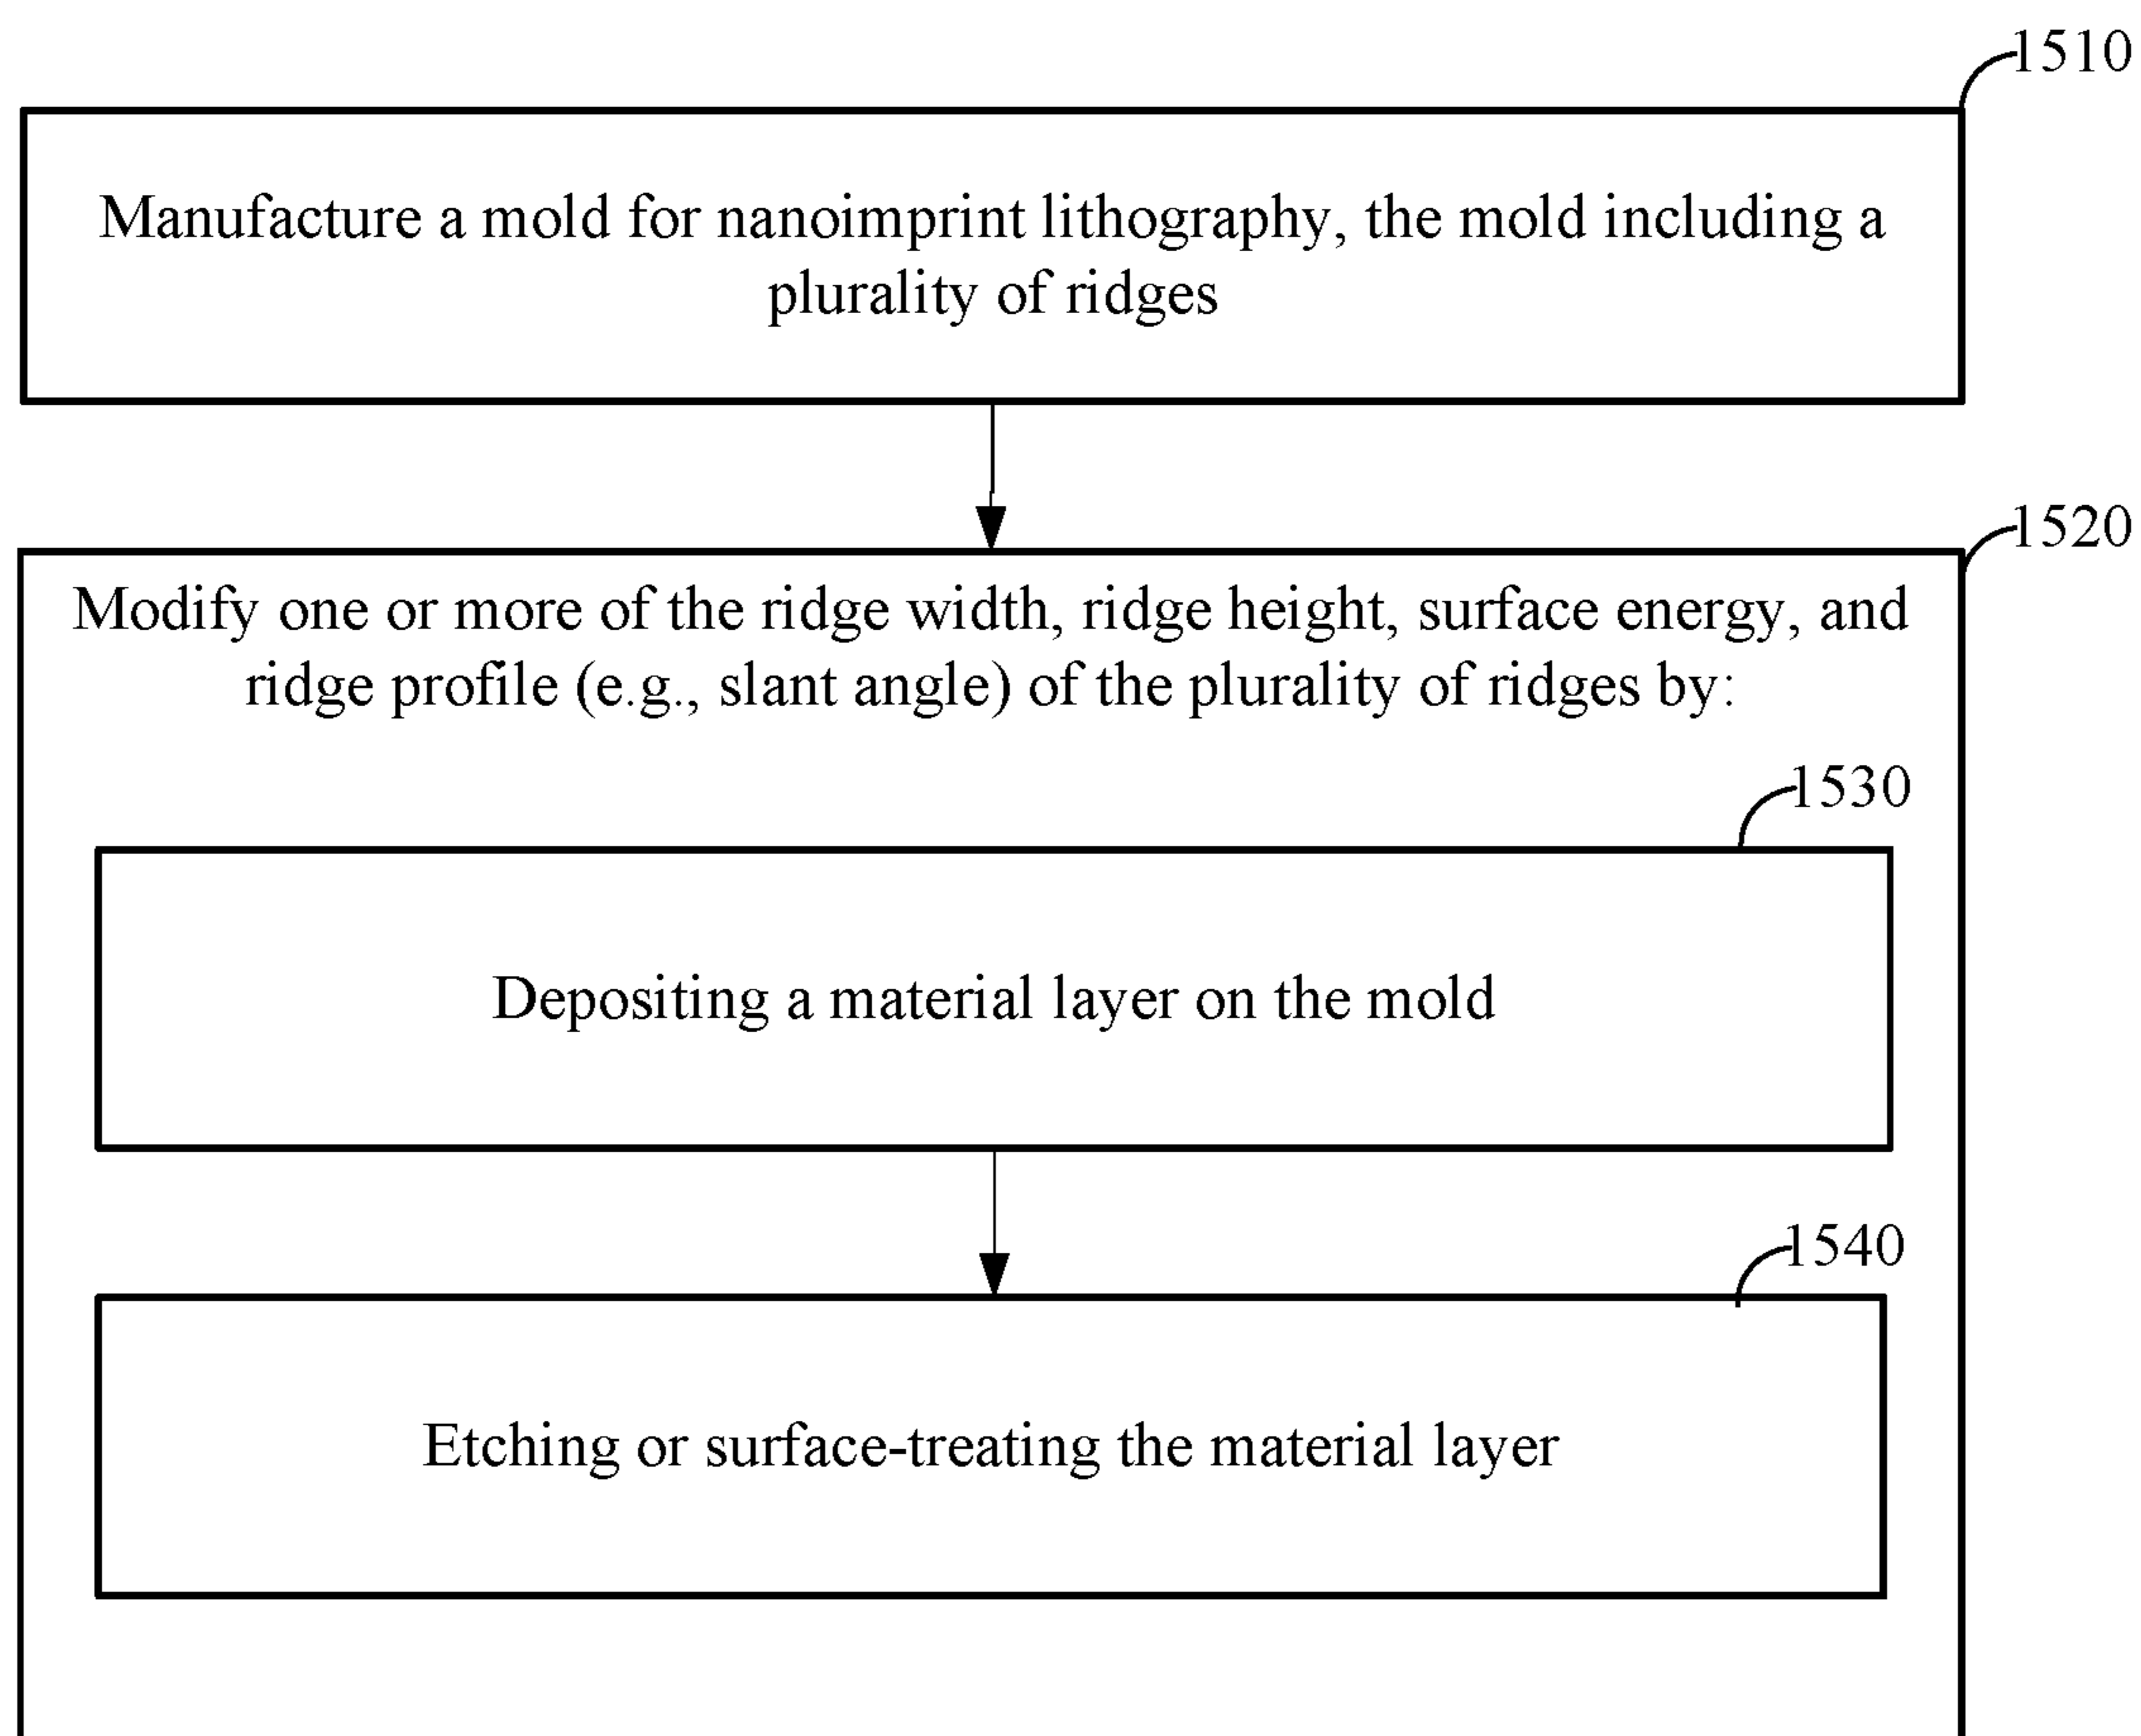 1510
Manufacture a mold for nanoimprint lithography, the mold including a
plurality of ridges
1520
Modify one or more of the ridge width, ridge height, surface energy, and
ridge profile (e.g., slant angle) of the plurality of ridges by:
1530
Depositing a material layer on the mold
1540
Etching or surface-treating the material layer